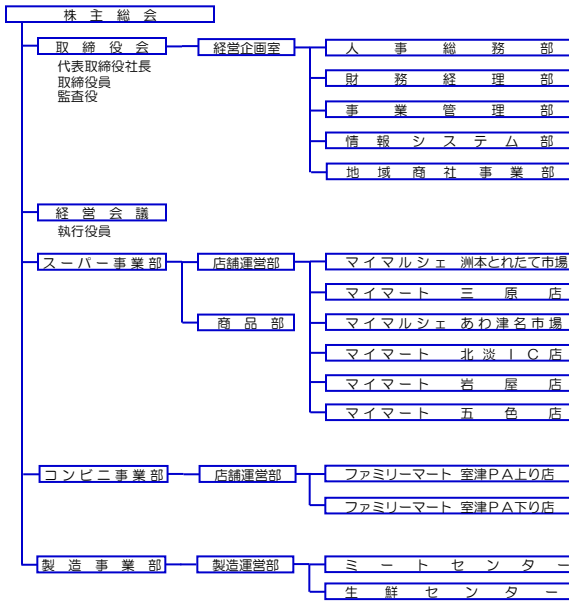 株主総会
取締役会 経営企画室 人事総務部
代表取締役社長
取締役員
監査役
財務経理部
事業管理部
情報システム部
地域商社事業部
経営会議
執行役員
スーパー事業部 店舗運営部 マイマルシェ 洲本とれたて市場
マイマート 三原店
商品部 マイマルシェ あわ津名市場
マイマート 北淡IC店
マイマート 岩屋店
マイマート 五色店
コンビニ事業部 店舗運営部 ファミリーマート 室津PA上り店
ファミリーマート 室津PA下り店
製造事業部 製造運営部 ミートセンター
生鮮センター